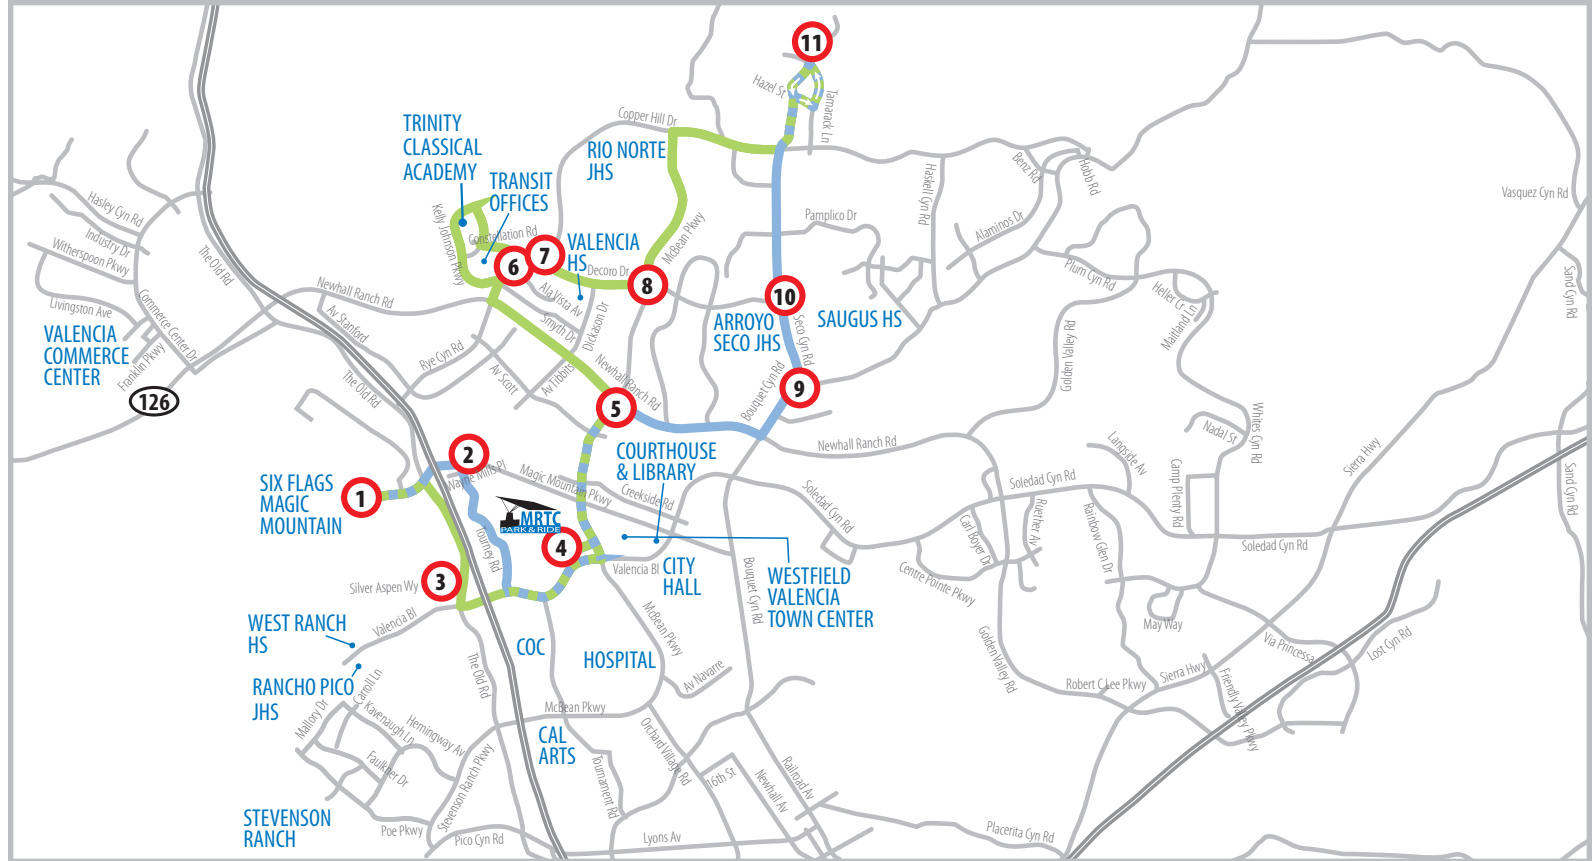 11
Hazel St
Tamarack Ln
Copper Hill Dr
TRINITY
CLASSICAL
ACADEMY
RIO NORTE
JHS
TRANSIT
OFFICES
Kelly Johnson Pkwy
Constellation Rd
Haskell Cyn Rd
Benz Rd
Hobb Rd
Vasquez Cyn Rd
Hasley Cyn Rd
Industry Dr
Witherspoon Pkwy
The Old Rd
Pamplico Dr
Alaminos Dr
McBean Pkwy
VALENCIA
HS
7
6
Decoro Dr
8
Plum Cyn Rd
Heller Cr
Maitland Ln
Sand Cyn Rd
Newhall Ranch Rd
Ala Vista Av
Livingston Ave
Commerce Center Dr
Av Stanford
Smyth Dr
Dickason Dr
10
ARROYO
SECO JHS
Seco Cyn Rd
SAUGUS HS
VALENCIA
COMMERCE
CENTER
Franklin Pkwy
126
The Old Rd
Rye Cyn Rd
Av Scott
Av Tibbits
Newhall Ranch Rd
5
Bouquet Cyn Rd
9
Golden Valley Rd
Newhall Ranch Rd
Nadal St
Whites Cyn Rd
Sierra Hwy
Langside Av
Camp Plenty Rd
Sand Cyn Rd
COURTHOUSE
& LIBRARY
2
Wayne Mills Pl
Magic Mountain Pkwy
Creekside Rd
SIX FLAGS
MAGIC
MOUNTAIN
1
MRTC
PARK & RIDE
4
Tourney Rd
Soledad Cyn Rd
Soledad Cyn Rd
Carl Boyer Dr
Ruether Av
Rainbow Glen Dr
Soledad Cyn Rd
Centre Pointe Pkwy
Valencia Bl
CITY
HALL
Bouquet Cyn Rd
WESTFIELD
VALENCIA
TOWN CENTER
3
Silver Aspen Wy
Valencia Bl
WEST RANCH
HS
RANCHO PICO
JHS
COC
HOSPITAL
McBean Pkwy
Av Navarre
May Way
Via Princessa
Lost Cyn Rd
Golden Valley Rd
Robert C Lee Pkwy
Sierra Hwy
Friendly Valley Pkwy
The Old Rd
Mallory Dr
Carroll Ln
Kavenaugh Ln
Hemingway Av
Faulkner Dr
McBean Pkwy
CAL
ARTS
Orchard Village Rd
Tournament Rd
16th St
Newhall Av
Railroad Av
Stevenson Ranch Pkwy
STEVENSON
RANCH
Poe Pkwy
Pico Cyn Rd
Lyons Av
Placerita Cyn Rd